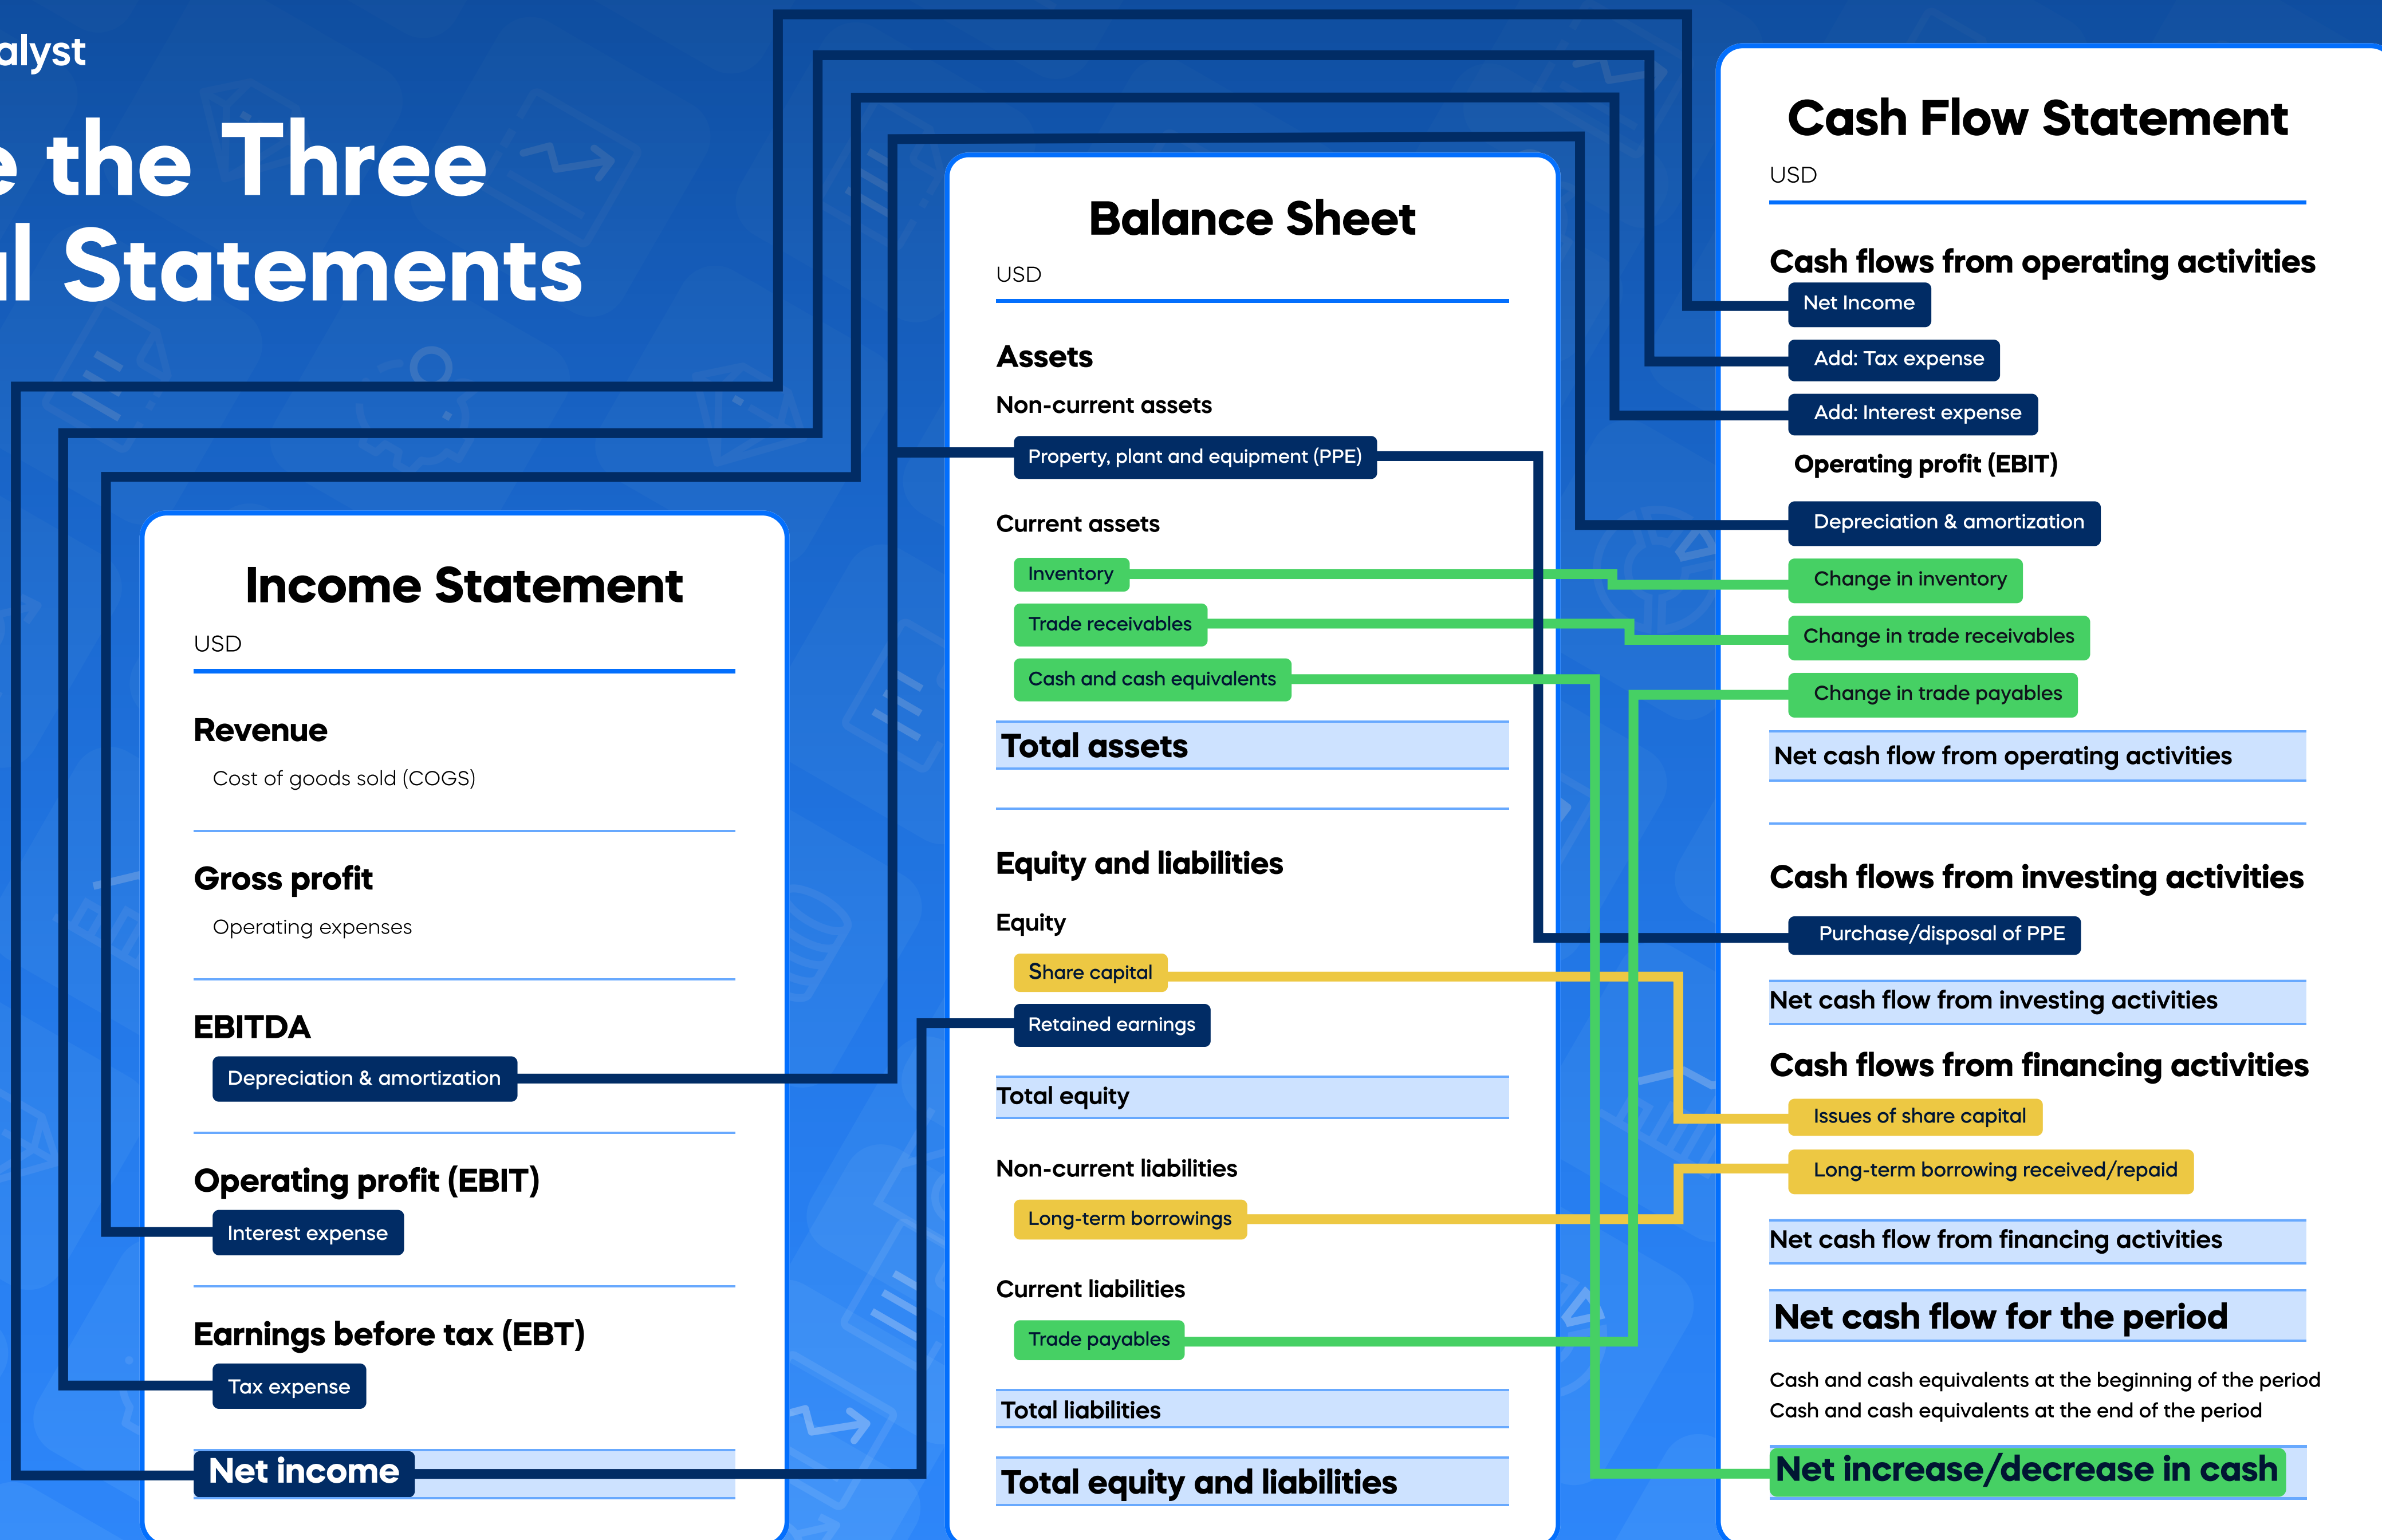 alyst
e the Three
al Statements
Income Statement
USD
Revenue
Cost of goods sold (COGS)
Gross profit
Operating expenses
EBITDA
Depreciation & amortization
Operating profit (EBIT)
Interest expense
Earnings before tax (EBT)
Tax expense
Net income
Balance Sheet
USD
Assets
Non-current assets
Property, plant and equipment (PPE)
Current assets
Inventory
Trade receivables
Cash and cash equivalents
Total assets
Equity and liabilities
Equity
Share capital
Retained earnings
Total equity
Non-current liabilities
Long-term borrowings
Current liabilities
Trade payables
Total liabilities
Total equity and liabilities
Cash Flow Statement
USD
Cash flows from operating activities
Net Income
Add: Tax expense
Add: Interest expense
Operating profit (EBIT)
Depreciation & amortization
Change in inventory
Change in trade receivables
Change in trade payables
Net cash flow from operating activities
Cash flows from investing activities
Purchase/disposal of PPE
Net cash flow from investing activities
Cash flows from financing activities
Issues of share capital
Long-term borrowing received/repaid
Net cash flow from financing activities
Net cash flow for the period
Cash and cash equivalents at the beginning of the period
Cash and cash equivalents at the end of the period
Net increase/decrease in cash